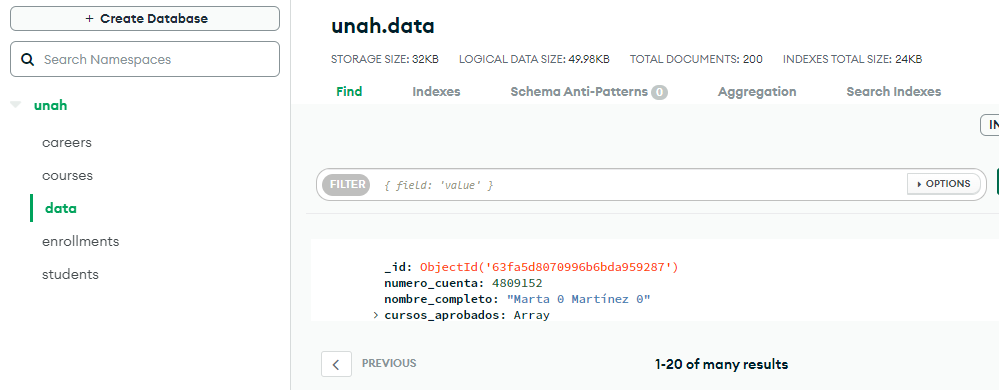 + Create Database
Search Namespaces
unah
careers
courses
data
enrollments
students
unah.data
STORAGE SIZE: 32KB LOGICAL DATA SIZE: 49.98KB TOTAL DOCUMENTS: 200 INDEXES TOTAL SIZE: 24KB
Find Indexes Schema Anti-Patterns 0 Aggregation Search Indexes
FILTER { field: 'value' } OPTIONS
_id: ObjectId('63fa5d8070996b6bda959287')
numero_cuenta: 4809152
nombre_completo: "Marta 0 Martínez 0"
cursos_aprobados: Array
PREVIOUS 1-20 of many results